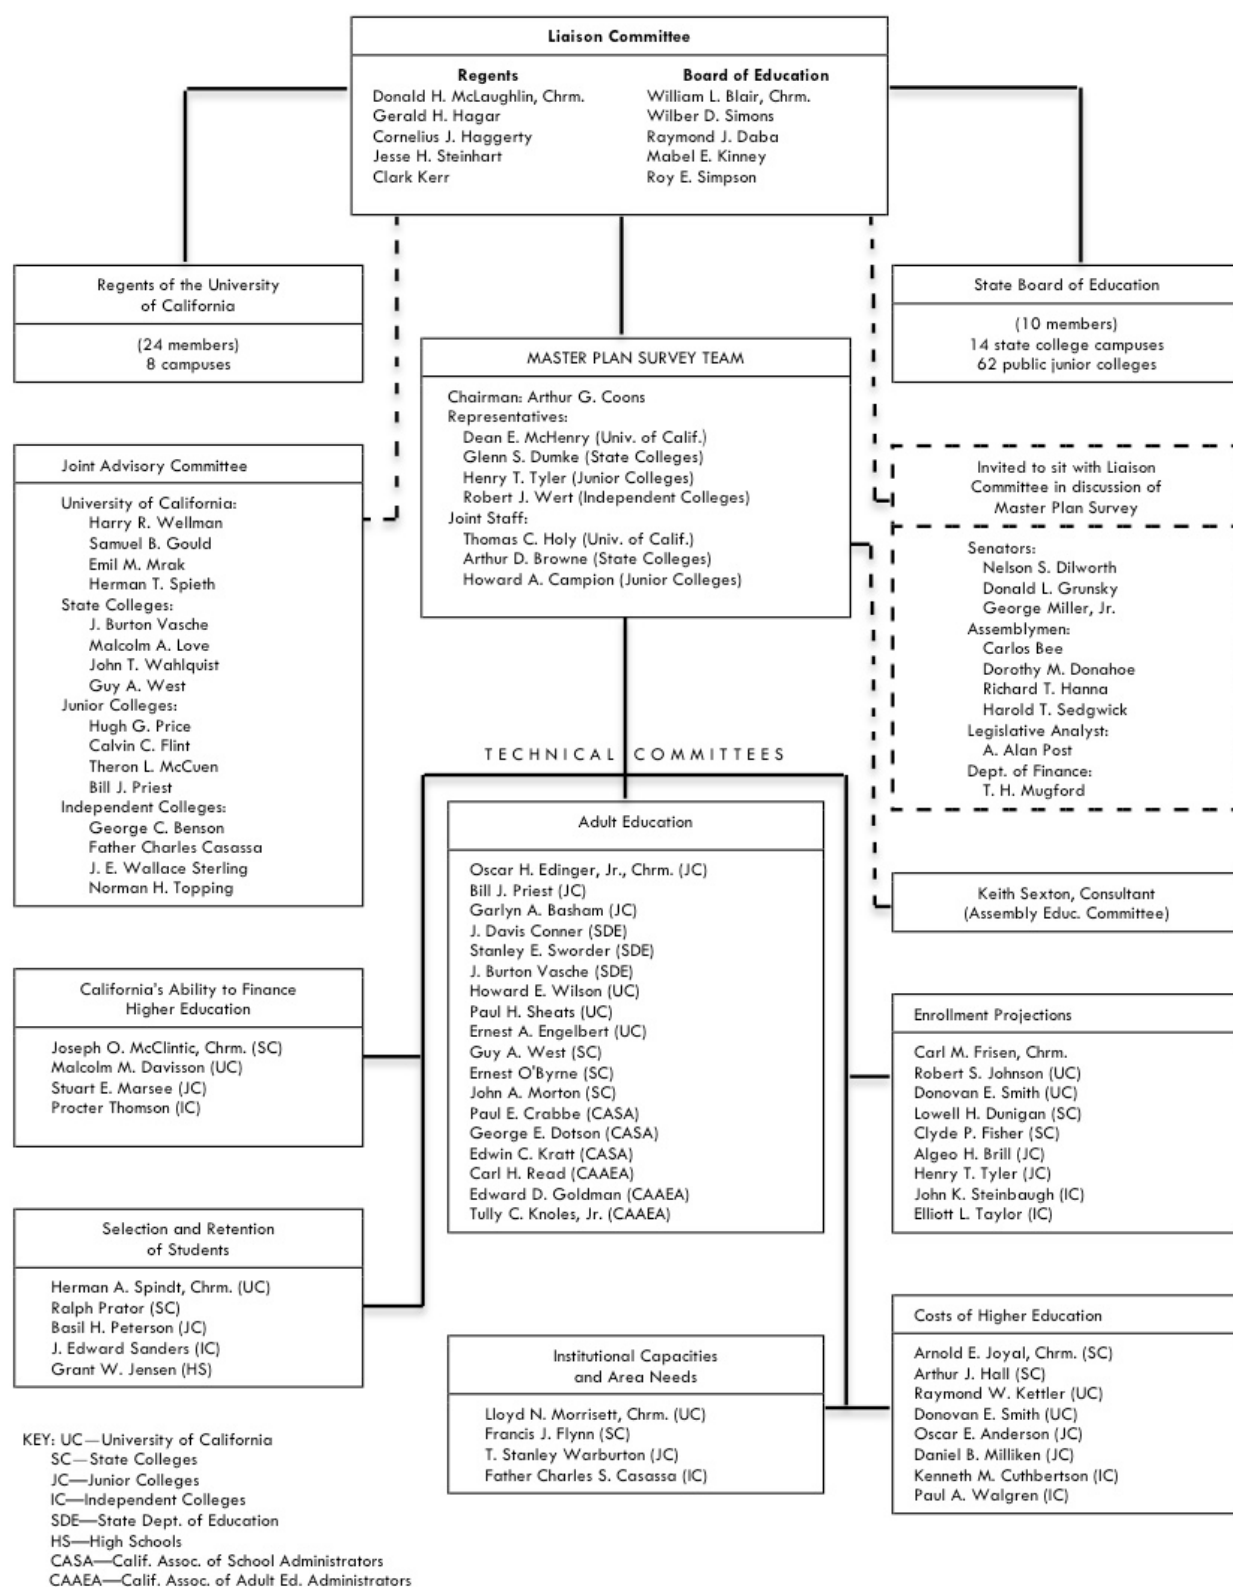 Liaison Committee
Regents
Donald H. McLaughlin, Chrm.
Gerald H. Hagar
Cornelius J. Haggerty
Jesse H. Steinhart
Clark Kerr
Board of Education
William L. Blair, Chrm.
Wilber D. Simons
Raymond J. Daba
Mabel E. Kinney
Roy E. Simpson
Regents of the University
of California
(24 members)
8 campuses
State Board of Education
(10 members)
14 state college campuses
62 public junior colleges
MASTER PLAN SURVEY TEAM
Chairman: Arthur G. Coons
Representatives:
Dean E. McHenry (Univ. of Calif.)
Glenn S. Dumke (State Colleges)
Henry T. Tyler (Junior Colleges)
Robert J. Wert (Independent Colleges)
Joint Staff:
Thomas C. Holy (Univ. of Calif.)
Arthur D. Browne (State Colleges)
Howard A. Campion (Junior Colleges)
Joint Advisory Committee
University of California:
Harry R. Wellman
Samuel B. Gould
Emil M. Mrak
Herman T. Spieth
State Colleges:
J. Burton Vasche
Malcolm A. Love
John T. Wahlquist
Guy A. West
Junior Colleges:
Hugh G. Price
Calvin C. Flint
Theron L. McCuen
Bill J. Priest
Independent Colleges:
George C. Benson
Father Charles Casassa
J. E. Wallace Sterling
Norman H. Topping
Invited to sit with Liaison
Committee in discussion of
Master Plan Survey
Senators:
Nelson S. Dilworth
Donald L. Grunsky
George Miller, Jr.
Assemblymen:
Carlos Bee
Dorothy M. Donahoe
Richard T. Hanna
Harold T. Sedgwick
Legislative Analyst:
A. Alan Post
Dept. of Finance:
T. H. Mugford
Keith Sexton, Consultant
(Assembly Educ. Committee)
TECHNICAL COMMITTEES
Adult Education
Oscar H. Edinger, Jr., Chrm. (JC)
Bill J. Priest (JC)
Garlyn A. Basham (JC)
J. Davis Conner (SDE)
Stanley E. Sworder (SDE)
J. Burton Vasche (SDE)
Howard E. Wilson (UC)
Paul H. Sheats (UC)
Ernest A. Engelbert (UC)
Guy A. West (SC)
Ernest O'Byrne (SC)
John A. Morton (SC)
Paul E. Crabbe (CASA)
George E. Dotson (CASA)
Edwin C. Kratt (CASA)
Carl H. Read (CAAEA)
Edward D. Goldman (CAAEA)
Tully C. Knoles, Jr. (CAAEA)
California's Ability to Finance
Higher Education
Joseph O. McClintic, Chrm. (SC)
Malcolm M. Davisson (UC)
Stuart E. Marsee (JC)
Procter Thomson (IC)
Enrollment Projections
Carl M. Frisen, Chrm.
Robert S. Johnson (UC)
Donovan E. Smith (UC)
Lowell H. Dunigan (SC)
Clyde P. Fisher (SC)
Algeo H. Brill (JC)
Henry T. Tyler (JC)
John K. Steinbaugh (IC)
Elliott L. Taylor (IC)
Selection and Retention
of Students
Herman A. Spindt, Chrm. (UC)
Ralph Prator (SC)
Basil H. Peterson (JC)
J. Edward Sanders (IC)
Grant W. Jensen (HS)
Institutional Capacities
and Area Needs
Lloyd N. Morrisett, Chrm. (UC)
Francis J. Flynn (SC)
T. Stanley Warburton (JC)
Father Charles S. Casassa (IC)
Costs of Higher Education
Arnold E. Joyal, Chrm. (SC)
Arthur J. Hall (SC)
Raymond W. Kettler (UC)
Donovan E. Smith (UC)
Oscar E. Anderson (JC)
Daniel B. Milliken (JC)
Kenneth M. Cuthbertson (IC)
Paul A. Walgren (IC)
KEY: UC—University of California
SC—State Colleges
JC—Junior Colleges
IC—Independent Colleges
SDE—State Dept. of Education
HS—High Schools
CASA—Calif. Assoc. of School Administrators
CAAEA—Calif. Assoc. of Adult Ed. Administrators